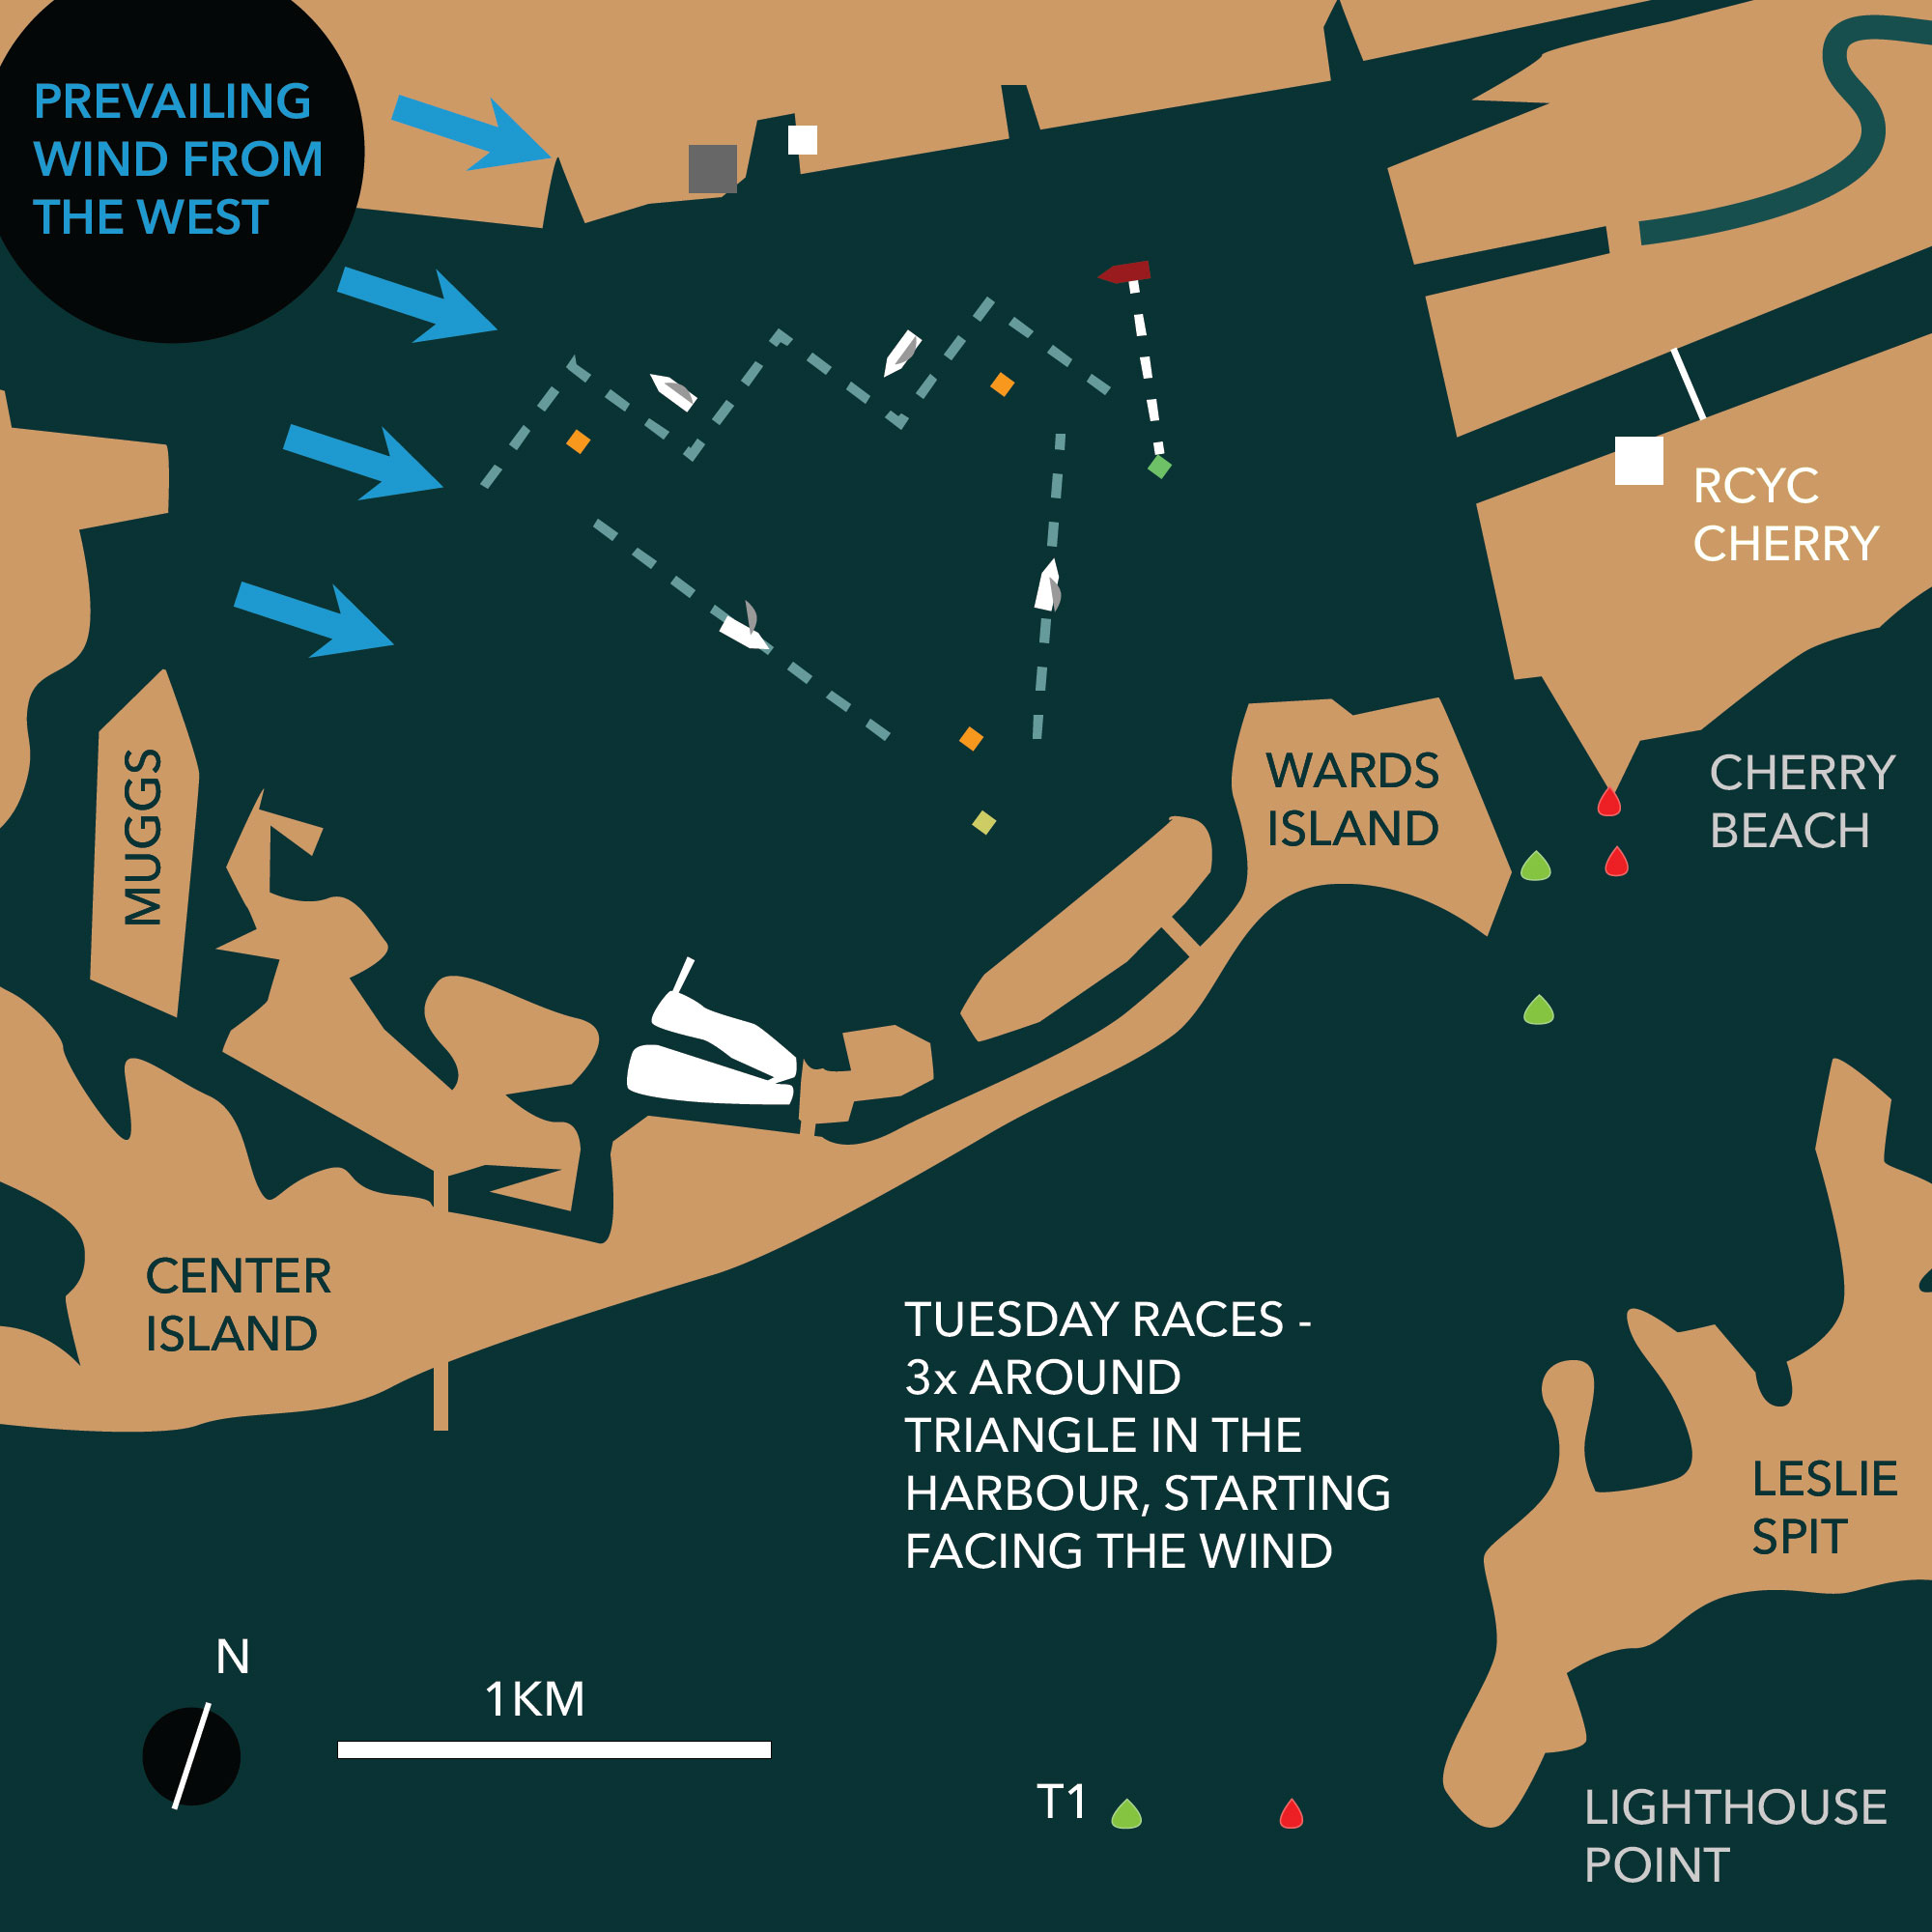 PREVAILING
WIND FROM
THE WEST
RCYC
CHERRY
WARDS
ISLAND
CHERRY
BEACH
MUGGS
CENTER
ISLAND
TUESDAY RACES -
3x AROUND
TRIANGLE IN THE
HARBOUR, STARTING
FACING THE WIND
LESLIE
SPIT
N
1KM
T1
LIGHTHOUSE
POINT